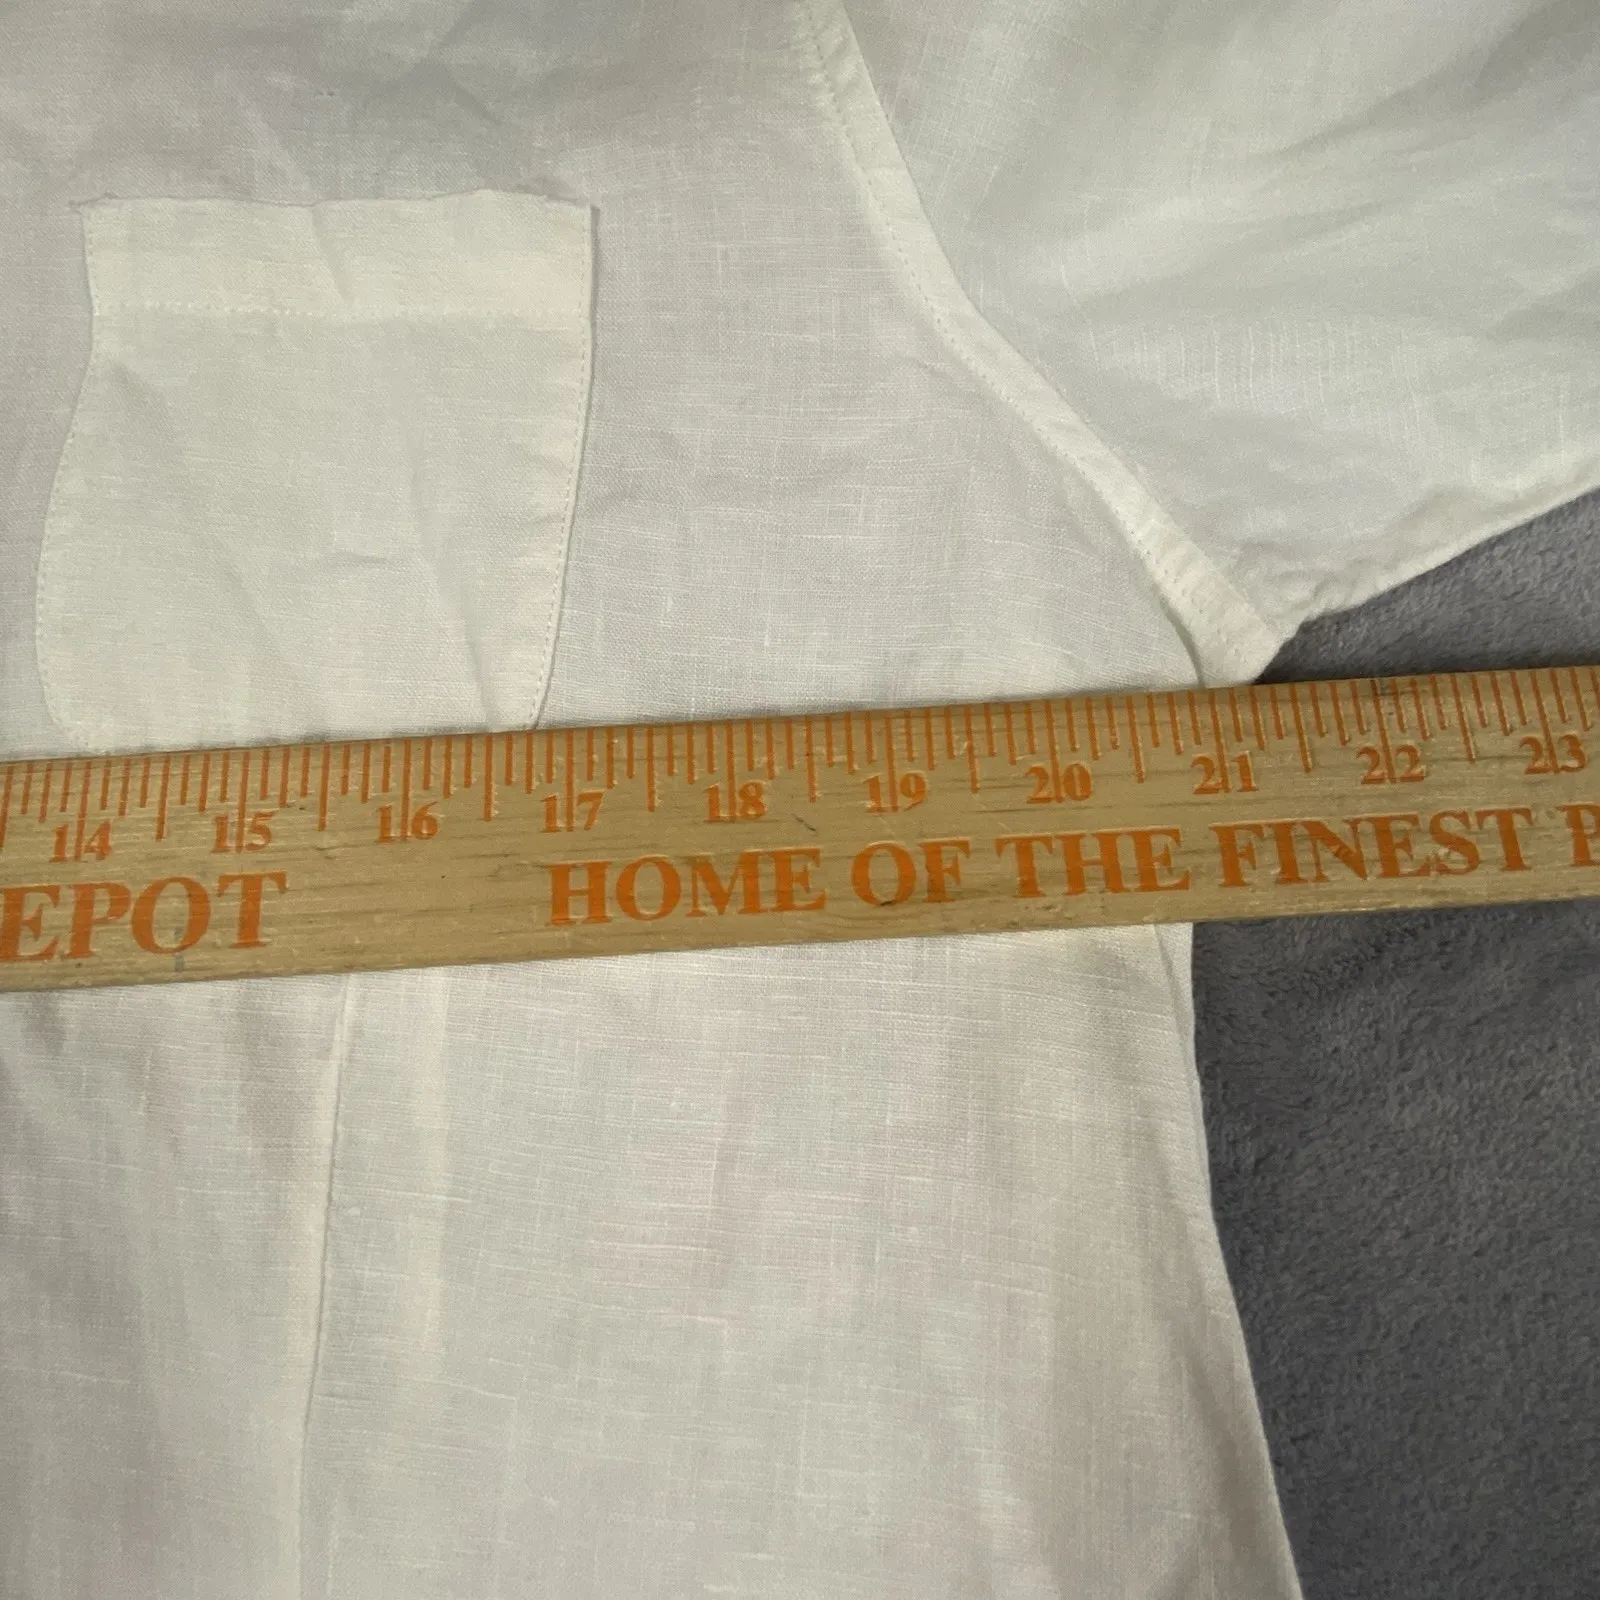 14 15 16 17 18 19 20 21 22 23
EPOT HOME OF THE FINEST